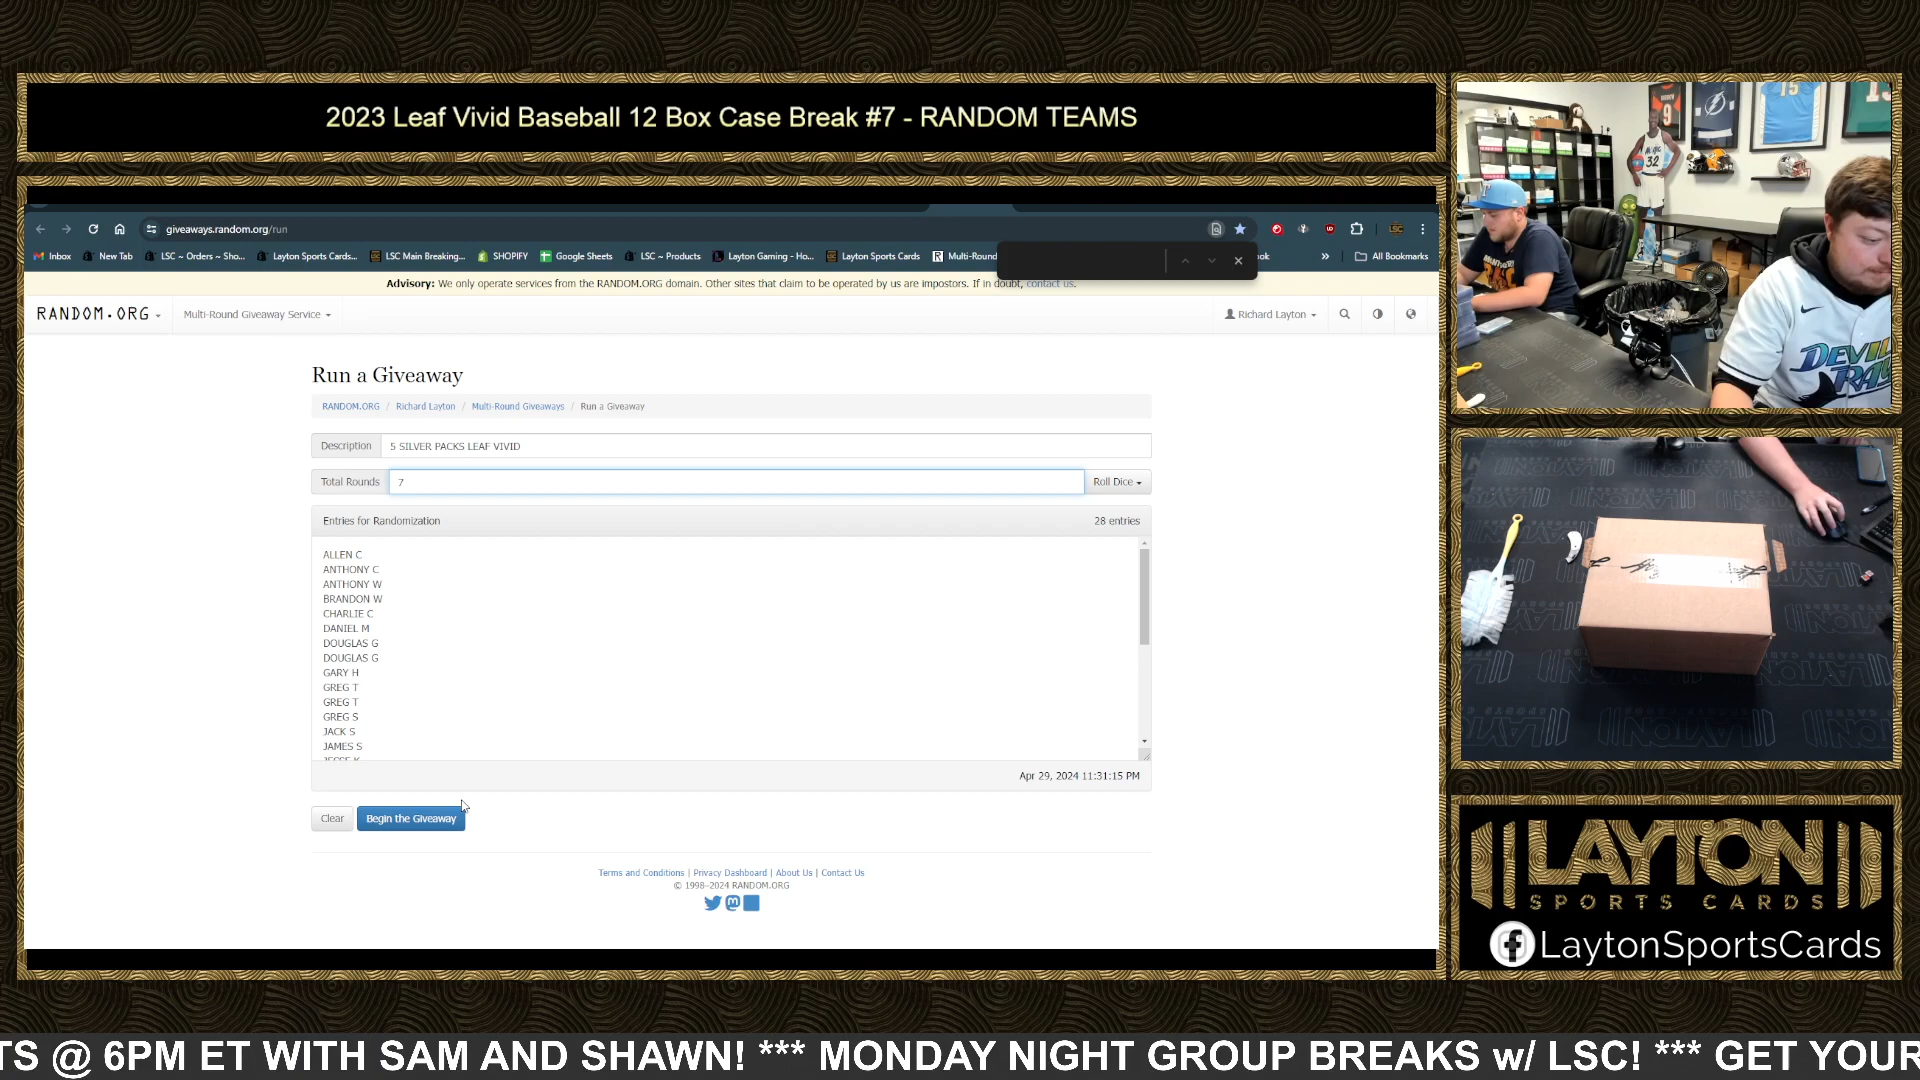 2023 Leaf Vivid Baseball 12 Box Case Break #7 - RANDOM TEAMS
giveaways.random.org/run
Inbox New Tab LSC ~ Orders ~ Sho... Layton Sports Cards... LSC Main Breaking... SHOPIFY Google Sheets LSC ~ Products Layton Gaming - Ho... Layton Sports Cards Multi-Round All Bookmarks
Advisory: We only operate services from the RANDOM.ORG domain. Other sites that claim to be operated by us are impostors. If in doubt, contact us.
RANDOM.ORG Multi-Round Giveaway Service Richard Layton
Run a Giveaway
RANDOM.ORG / Richard Layton / Multi-Round Giveaways / Run a Giveaway
Description 5 SILVER PACKS LEAF VIVID
Total Rounds 7 Roll Dice
Entries for Randomization 28 entries
ALLEN C
ANTHONY C
ANTHONY W
BRANDON W
CHARLIE C
DANIEL M
DOUGLAS G
DOUGLAS G
GARY H
GREG T
GREG T
GREG S
JACK S
JAMES S
Apr 29, 2024 11:31:15 PM
Clear Begin the Giveaway
Terms and Conditions | Privacy Dashboard | About Us | Contact Us
© 1998–2024 RANDOM.ORG
Magic
32
9
15
DEVIL
RAY
LAYTON
SPORTS CARDS
LaytonSportsCards
TS @ 6PM ET WITH SAM AND SHAWN! *** MONDAY NIGHT GROUP BREAKS w/ LSC! *** GET YOUR